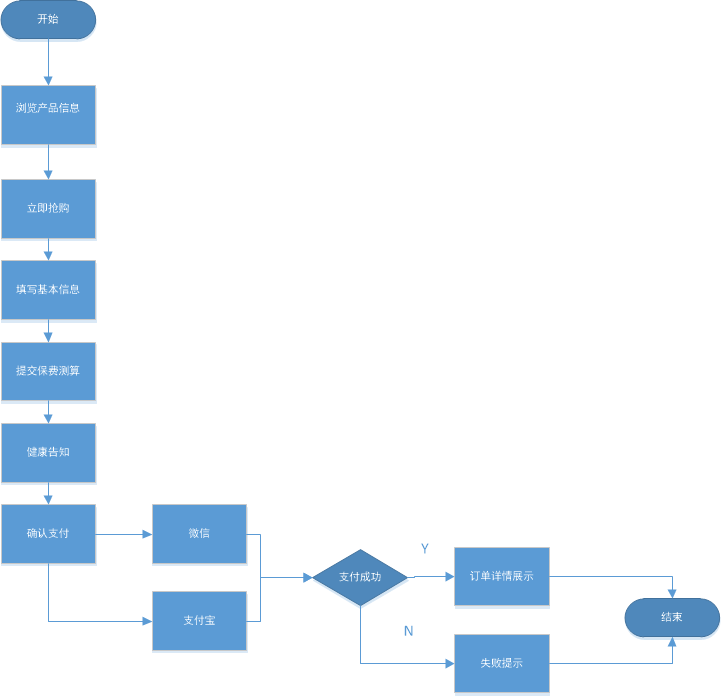 开始
浏览产品信息
立即抢购
填写基本信息
提交保费测算
健康告知
确认支付
微信
支付宝
支付成功
Y
N
订单详情展示
失败提示
结束